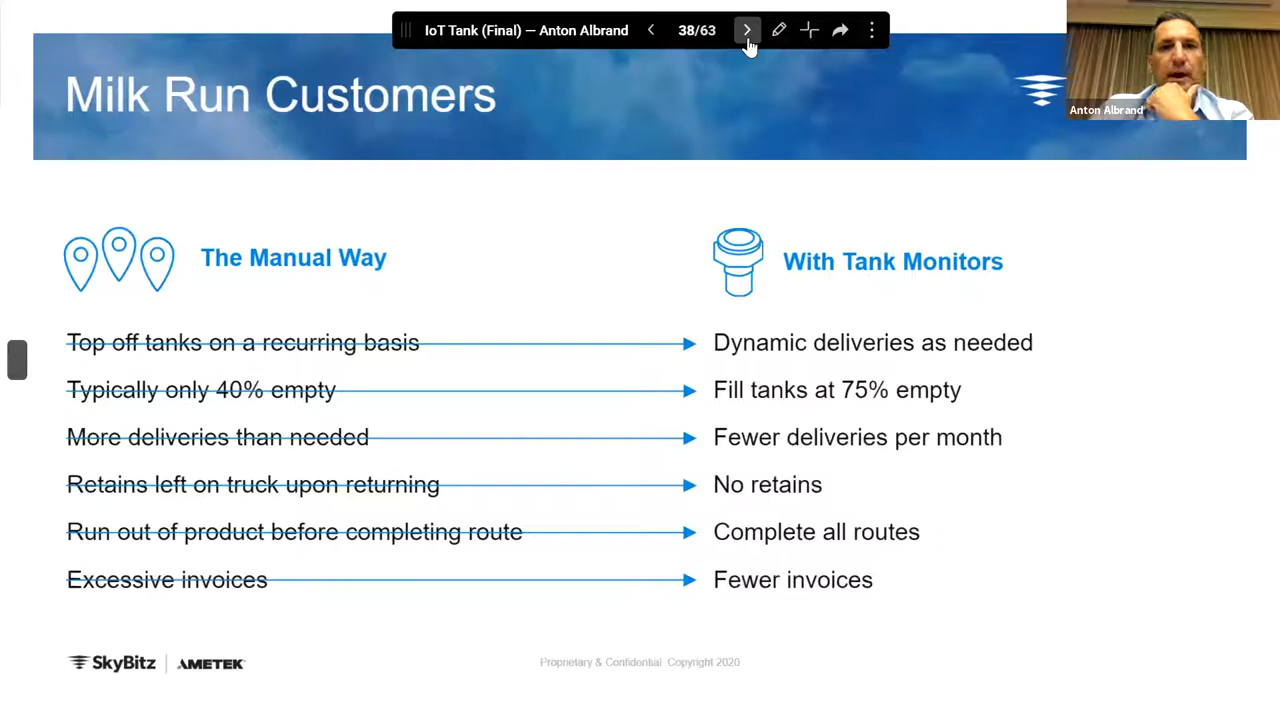 IoT Tank (Final) — Anton Albrand
38/63
Milk Run Customers
Anton Albrand
The Manual Way
With Tank Monitors
Top off tanks on a recurring basis
Dynamic deliveries as needed
Typically only 40% empty
Fill tanks at 75% empty
More deliveries than needed
Fewer deliveries per month
Retains left on truck upon returning
No retains
Run out of product before completing route
Complete all routes
Excessive invoices
Fewer invoices
SkyBitz
AMETEK
Proprietary & Confidential Copyright 2020